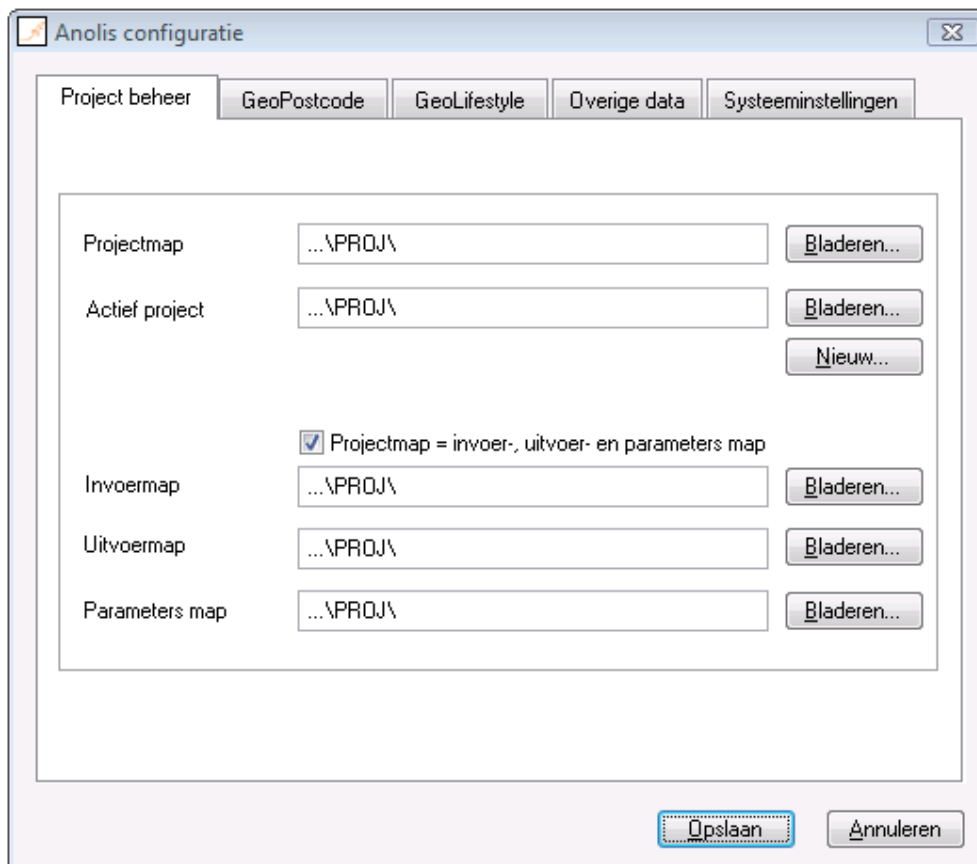 Anolis configuratie
Project beheer GeoPostcode GeoLifestyle Overige data Systeeminstellingen
Projectmap ...\PROJ\ Bladeren...
Actief project ...\PROJ\ Bladeren...
Nieuw...
Projectmap = invoer-, uitvoer- en parameters map
Invoermap ...\PROJ\ Bladeren...
Uitvoermap ...\PROJ\ Bladeren...
Parameters map ...\PROJ\ Bladeren...
Opslaan Annuleren